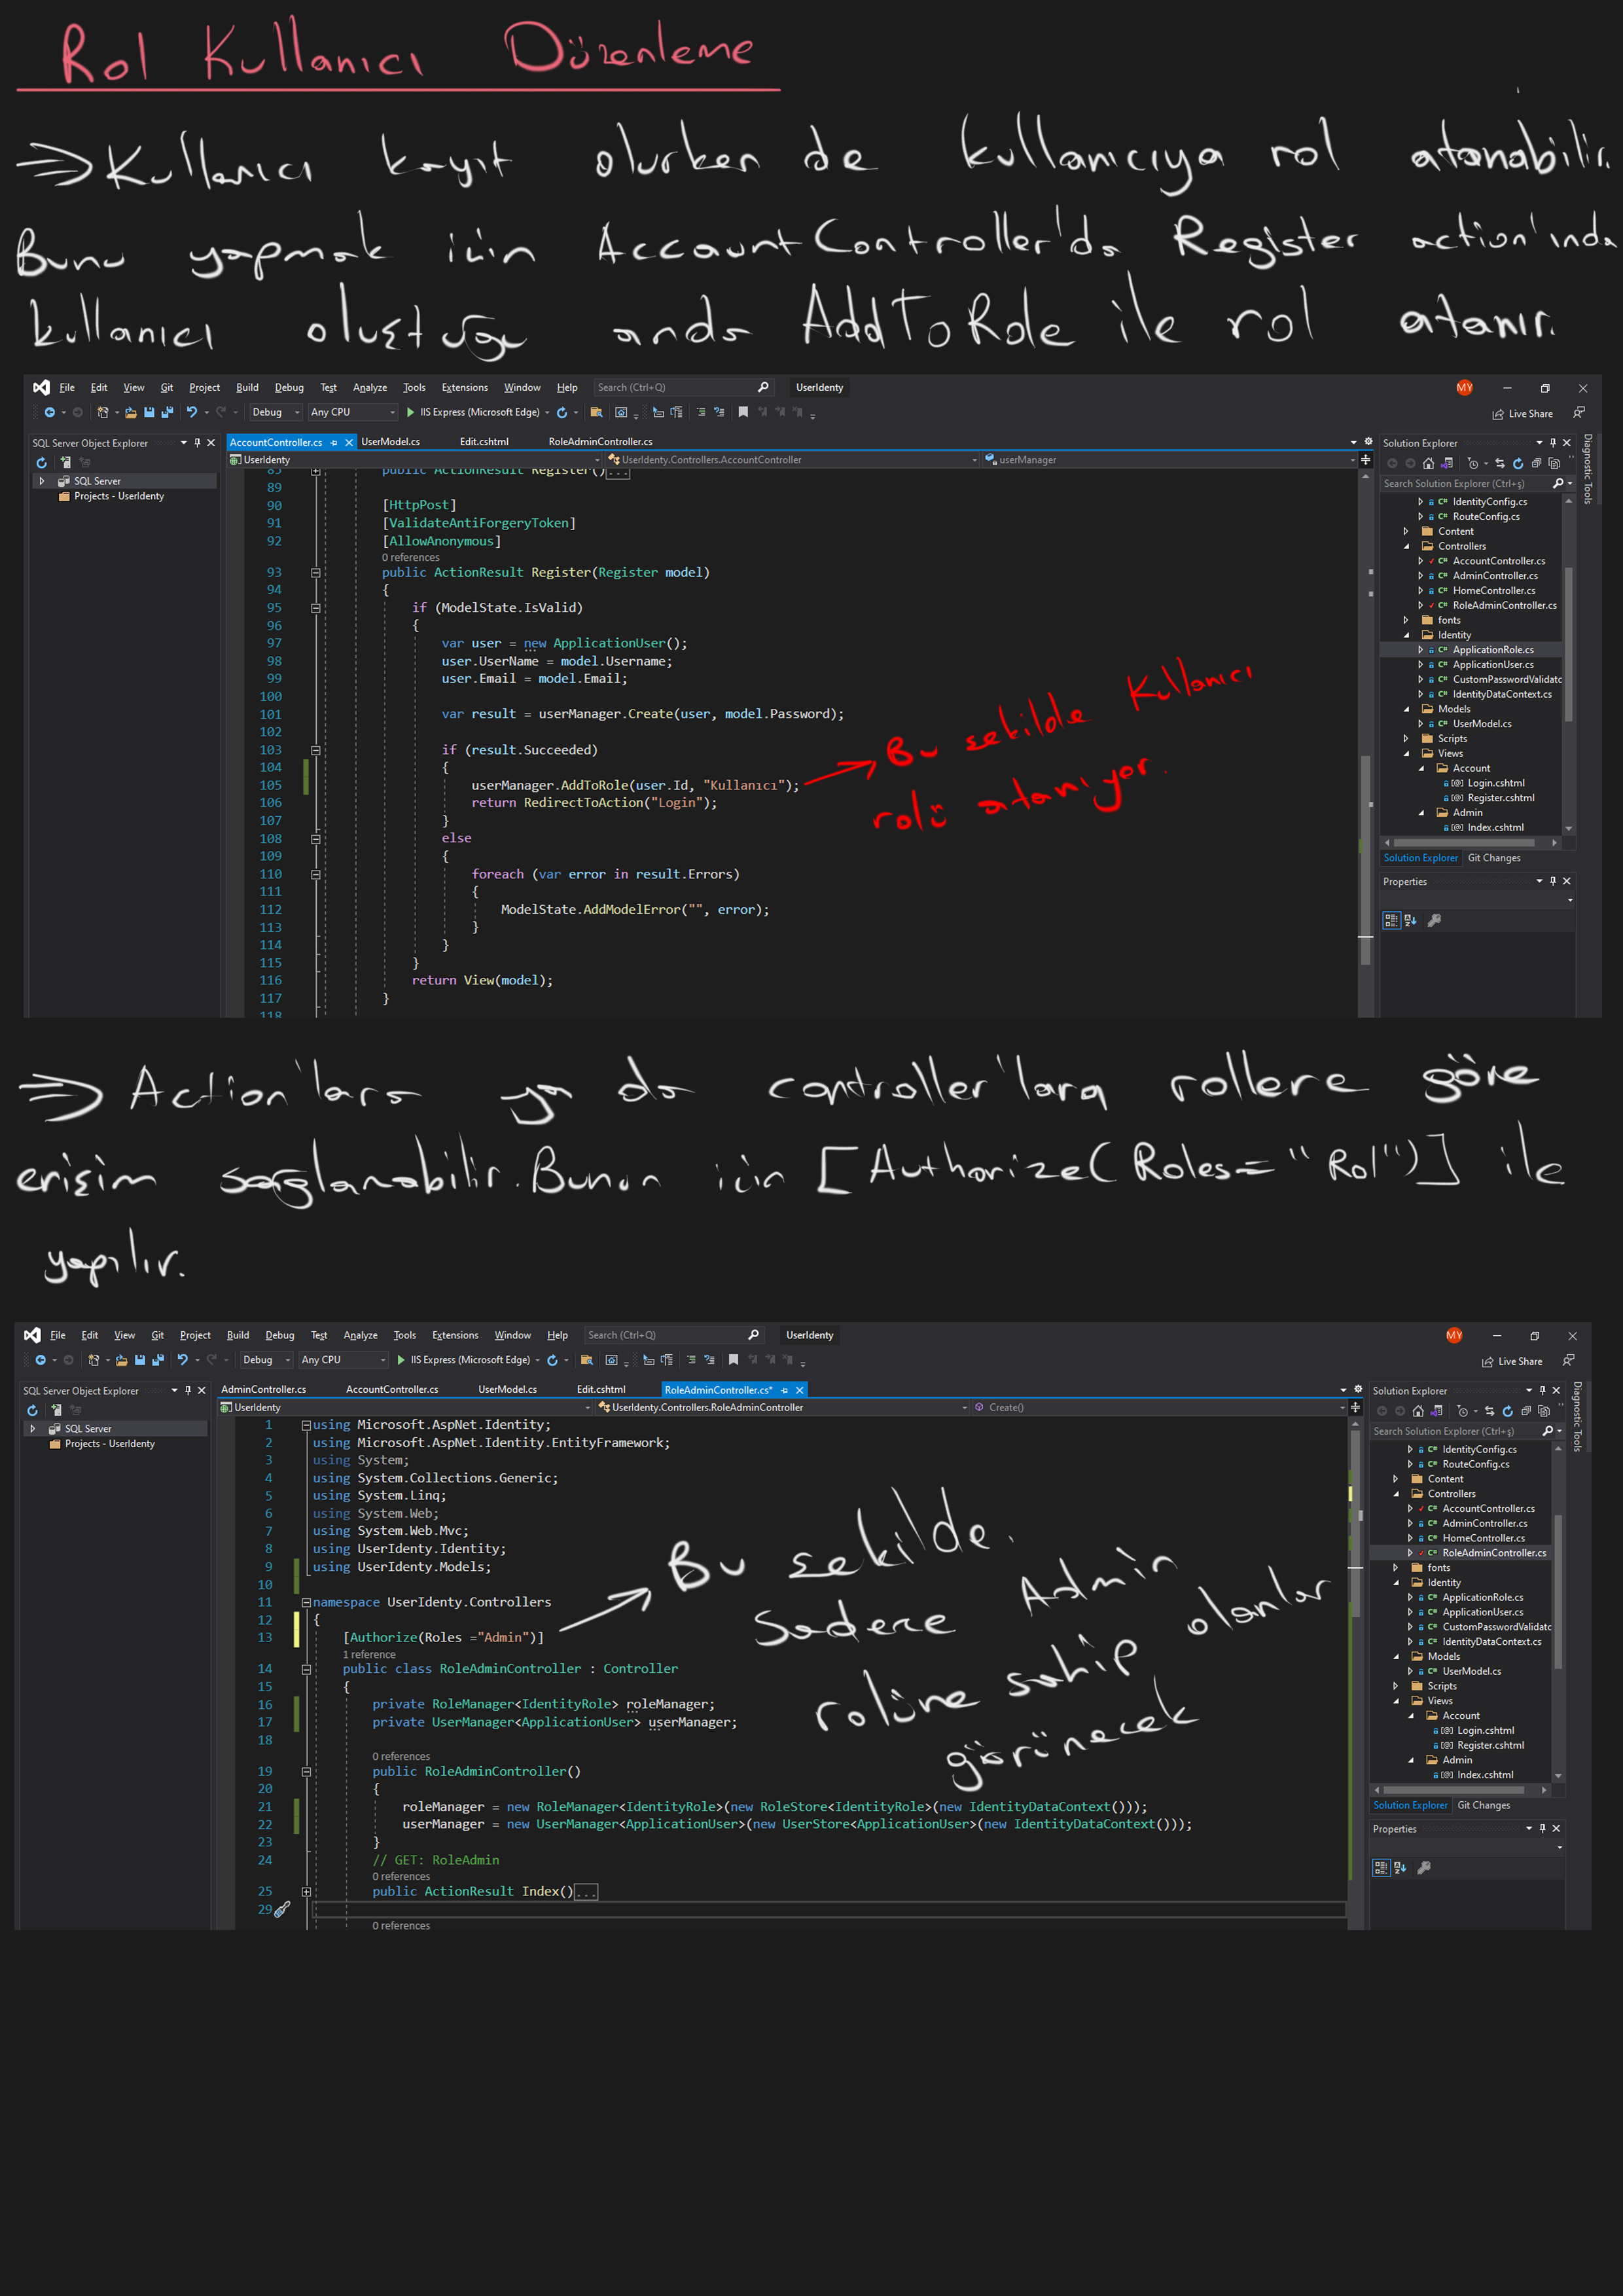 Rol Kullanıcı Düzenleme
⇒ Kullanıcı kayıt olurken de kullanıcıya rol atanabilir.
Bunu yapmak için AccountController'da Register action'ında
kullanıcı oluştuğu anda AddToRole ile rol atanır.
File Edit View Git Project Build Debug Test Analyze Tools Extensions Window Help Search (Ctrl+Q) UserIdenty MY
Debug Any CPU IIS Express (Microsoft Edge) Live Share
SQL Server Object Explorer
SQL Server
Projects - UserIdenty
AccountController.cs UserModel.cs Edit.cshtml RoleAdminController.cs
UserIdenty UserIdenty.Controllers.AccountController userManager
85 public ActionResult Register()...
89
90 [HttpPost]
91 [ValidateAntiForgeryToken]
92 [AllowAnonymous]
0 references
93 public ActionResult Register(Register model)
94 {
95 if (ModelState.IsValid)
96 {
97 var user = new ApplicationUser();
98 user.UserName = model.Username;
99 user.Email = model.Email;
100
101 var result = userManager.Create(user, model.Password);
102
103 if (result.Succeeded)
104 {
105 userManager.AddToRole(user.Id, "Kullanıcı");
106 return RedirectToAction("Login");
107 }
108 else
109 {
110 foreach (var error in result.Errors)
111 {
112 ModelState.AddModelError("", error);
113 }
114 }
115 }
116 return View(model);
117 }
118
Bu sekilde Kullanıcı
rolü atanıyor.
Solution Explorer
Search Solution Explorer (Ctrl+ş)
IdentityConfig.cs
RouteConfig.cs
Content
Controllers
AccountController.cs
AdminController.cs
HomeController.cs
RoleAdminController.cs
fonts
Identity
ApplicationRole.cs
ApplicationUser.cs
CustomPasswordValidatc
IdentityDataContext.cs
Models
UserModel.cs
Scripts
Views
Account
Login.cshtml
Register.cshtml
Admin
Index.cshtml
Solution Explorer Git Changes
Properties
Diagnostic Tools
⇒ Action'lara ya da controller'lara rollere göre
erişim sağlanabilir. Bunun için [Authorize(Roles="Rol")] ile
yapılır.
File Edit View Git Project Build Debug Test Analyze Tools Extensions Window Help Search (Ctrl+Q) UserIdenty MY
Debug Any CPU IIS Express (Microsoft Edge) Live Share
SQL Server Object Explorer
SQL Server
Projects - UserIdenty
AdminController.cs AccountController.cs UserModel.cs Edit.cshtml RoleAdminController.cs*
UserIdenty UserIdenty.Controllers.RoleAdminController Create()
1 using Microsoft.AspNet.Identity;
2 using Microsoft.AspNet.Identity.EntityFramework;
3 using System;
4 using System.Collections.Generic;
5 using System.Linq;
6 using System.Web;
7 using System.Web.Mvc;
8 using UserIdenty.Identity;
9 using UserIdenty.Models;
10
11 namespace UserIdenty.Controllers
12 {
13 [Authorize(Roles ="Admin")]
1 reference
14 public class RoleAdminController : Controller
15 {
16 private RoleManager<IdentityRole> roleManager;
17 private UserManager<ApplicationUser> userManager;
18
0 references
19 public RoleAdminController()
20 {
21 roleManager = new RoleManager<IdentityRole>(new RoleStore<IdentityRole>(new IdentityDataContext()));
22 userManager = new UserManager<ApplicationUser>(new UserStore<ApplicationUser>(new IdentityDataContext()));
23 }
24 // GET: RoleAdmin
0 references
25 public ActionResult Index()...
29
0 references
Bu sekilde.
Sadece Admin
rolüne sahip olanlar
görünecek
Solution Explorer
Search Solution Explorer (Ctrl+ş)
IdentityConfig.cs
RouteConfig.cs
Content
Controllers
AccountController.cs
AdminController.cs
HomeController.cs
RoleAdminController.cs
fonts
Identity
ApplicationRole.cs
ApplicationUser.cs
CustomPasswordValidatc
IdentityDataContext.cs
Models
UserModel.cs
Scripts
Views
Account
Login.cshtml
Register.cshtml
Admin
Index.cshtml
Solution Explorer Git Changes
Properties
Diagnostic Tools